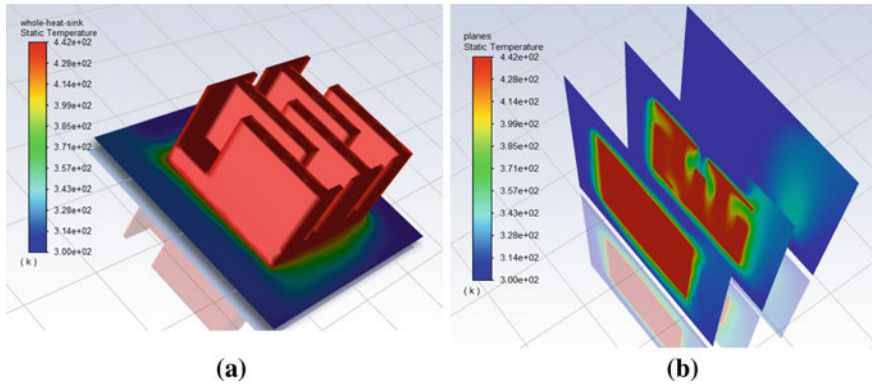 whole-heat-sink
Static Temperature
4.42e+02
4.28e+02
4.14e+02
3.99e+02
3.85e+02
3.71e+02
3.57e+02
3.42e+02
3.28e+02
3.14e+02
3.00e+02
( k )
planes
Static Temperature
4.42e+02
4.28e+02
4.14e+02
3.99e+02
3.85e+02
3.71e+02
3.57e+02
3.42e+02
3.28e+02
3.14e+02
3.00e+02
( k )
(a)
(b)